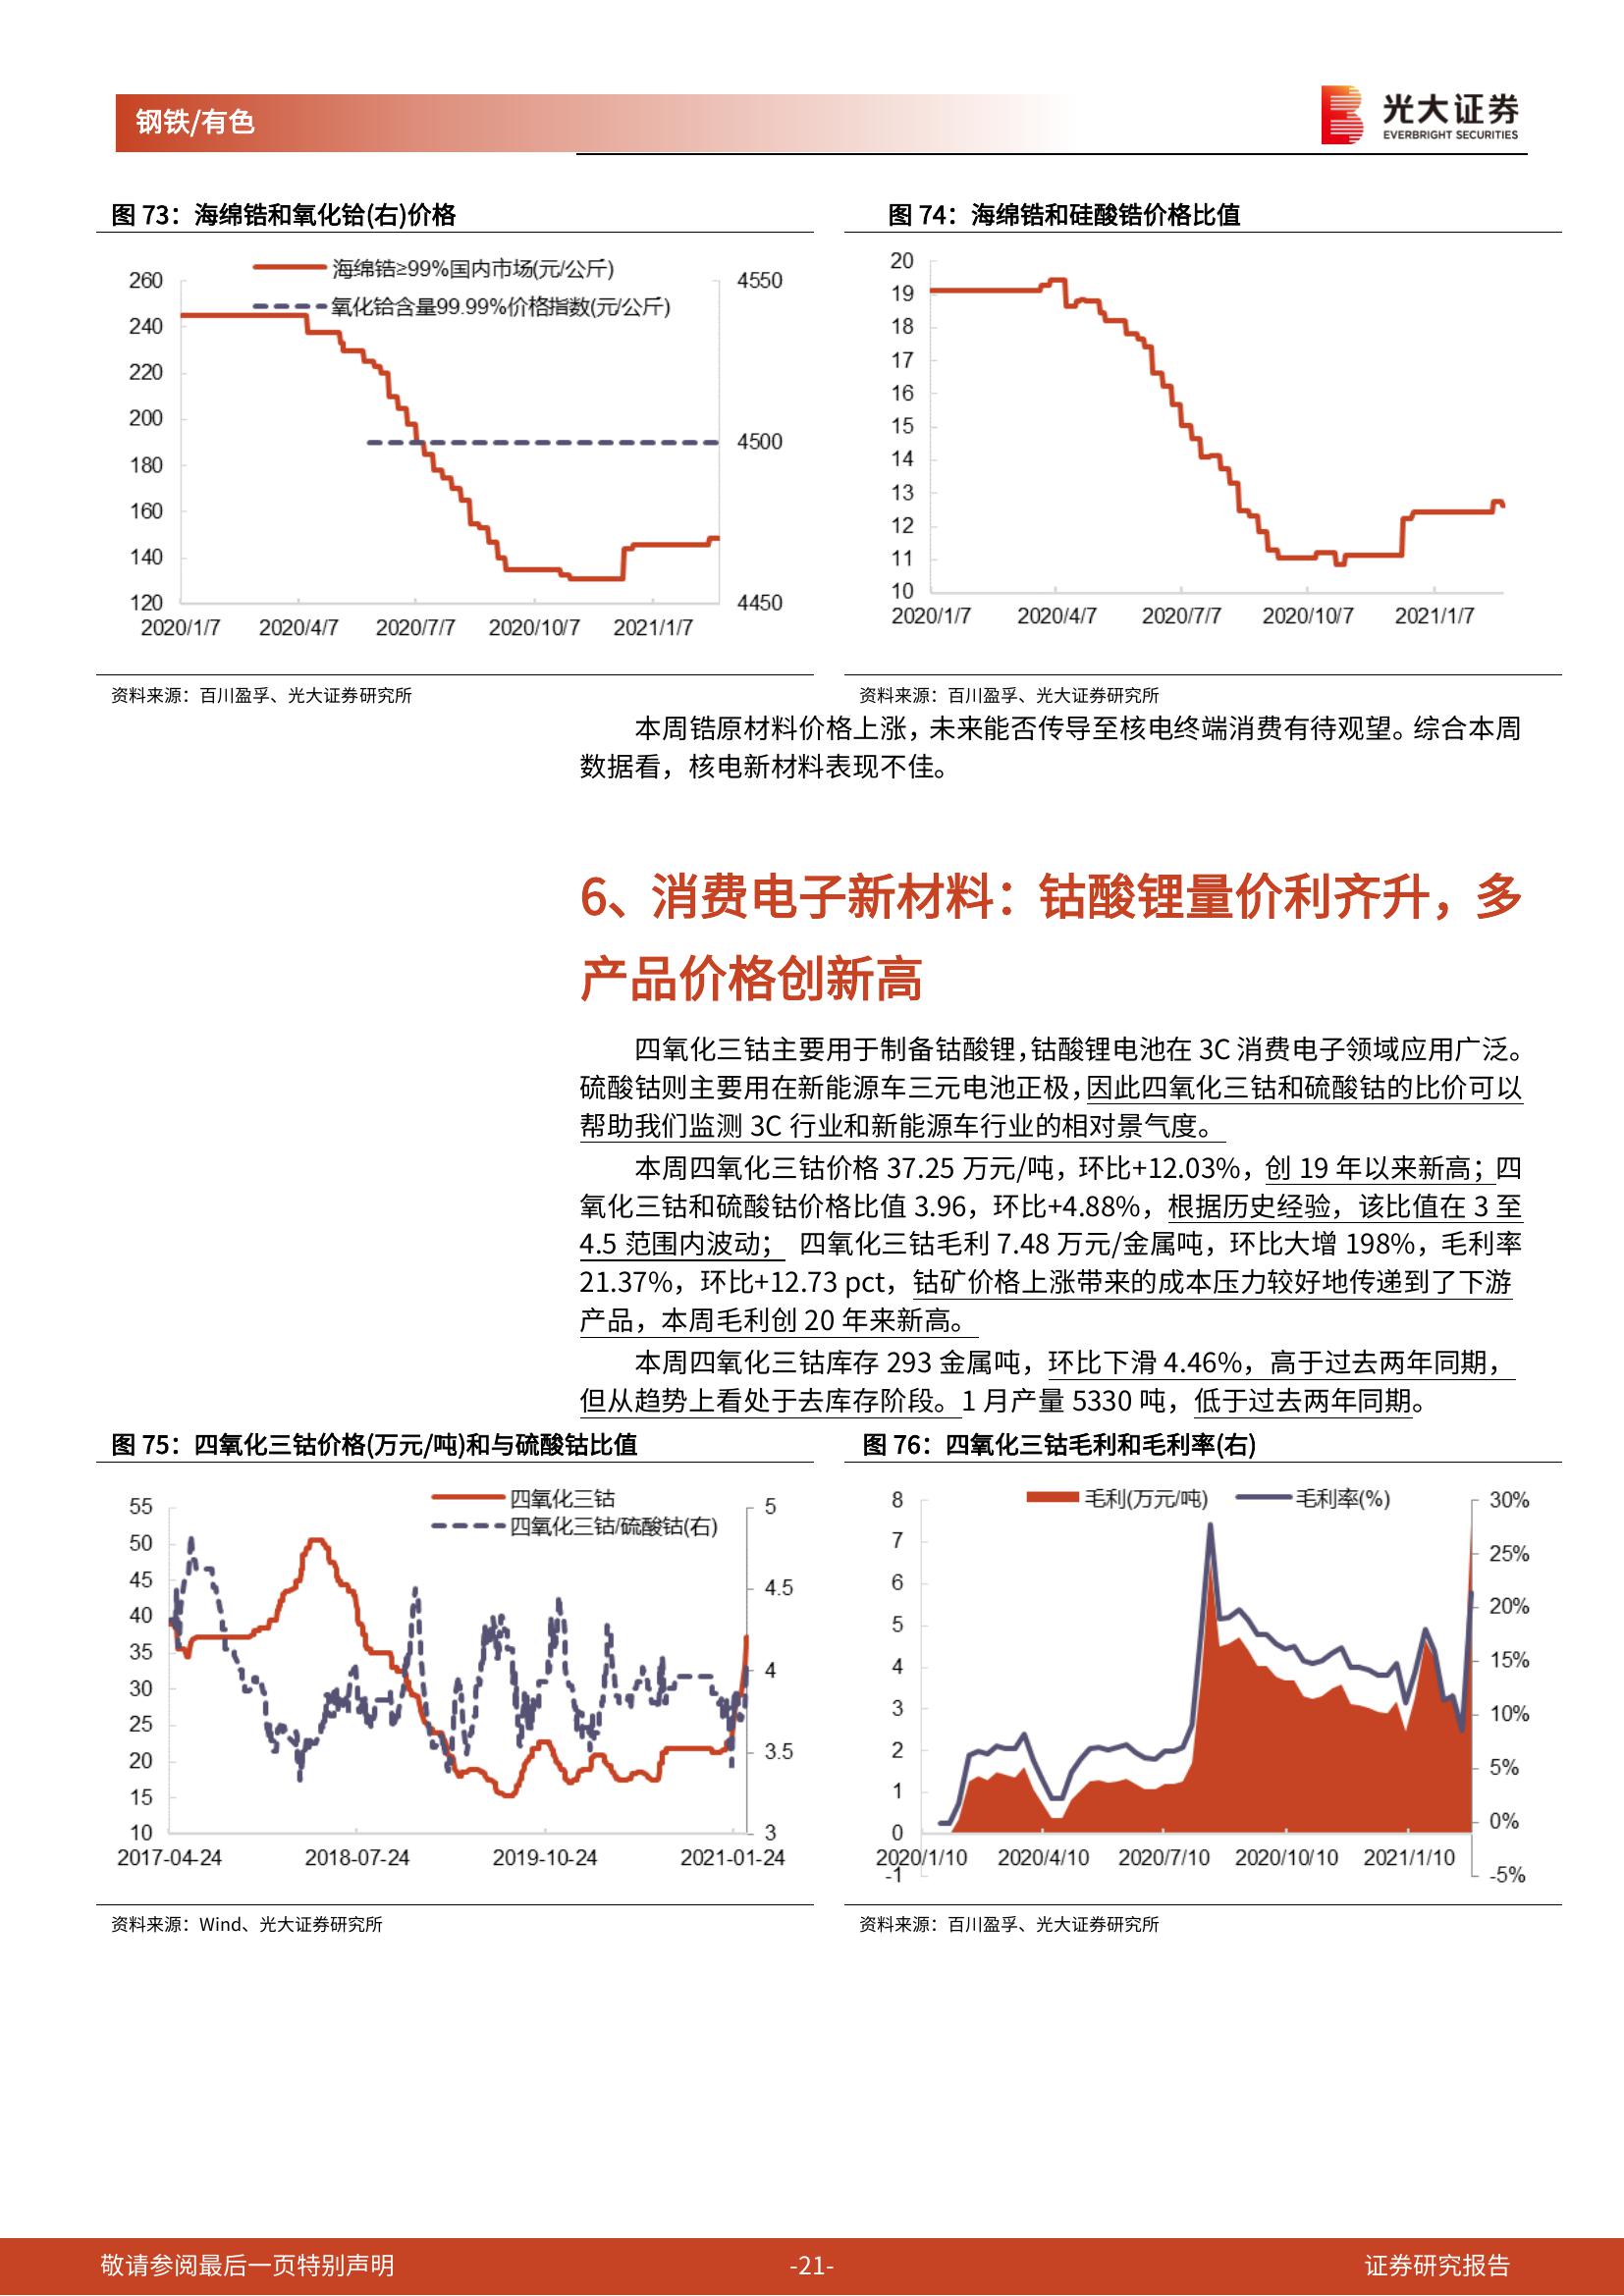 钢铁/有色
光大证券
EVERBRIGHT SECURITIES
图 73：海绵锆和氧化铪(右)价格
海绵锆≥99%国内市场(元/公斤)
氧化铪含量99.99%价格指数(元/公斤)
260
240
220
200
180
160
140
120
4550
4500
4450
2020/1/7 2020/4/7 2020/7/7 2020/10/7 2021/1/7
资料来源：百川盈孚、光大证券研究所
图 74：海绵锆和硅酸锆价格比值
20
19
18
17
16
15
14
13
12
11
10
2020/1/7 2020/4/7 2020/7/7 2020/10/7 2021/1/7
资料来源：百川盈孚、光大证券研究所
本周锆原材料价格上涨，未来能否传导至核电终端消费有待观望。综合本周
数据看，核电新材料表现不佳。
6、消费电子新材料：钴酸锂量价利齐升，多
产品价格创新高
四氧化三钴主要用于制备钴酸锂，钴酸锂电池在 3C 消费电子领域应用广泛。
硫酸钴则主要用在新能源车三元电池正极，因此四氧化三钴和硫酸钴的比价可以
帮助我们监测 3C 行业和新能源车行业的相对景气度。
本周四氧化三钴价格 37.25 万元/吨，环比+12.03%，创 19 年以来新高；四
氧化三钴和硫酸钴价格比值 3.96，环比+4.88%，根据历史经验，该比值在 3 至
4.5 范围内波动； 四氧化三钴毛利 7.48 万元/金属吨，环比大增 198%，毛利率
21.37%，环比+12.73 pct，钴矿价格上涨带来的成本压力较好地传递到了下游
产品，本周毛利创 20 年来新高。
本周四氧化三钴库存 293 金属吨，环比下滑 4.46%，高于过去两年同期，
但从趋势上看处于去库存阶段。1 月产量 5330 吨，低于过去两年同期。
图 75：四氧化三钴价格(万元/吨)和与硫酸钴比值
四氧化三钴
四氧化三钴/硫酸钴(右)
55
50
45
40
35
30
25
20
15
10
5
4.5
4
3.5
3
2017-04-24 2018-07-24 2019-10-24 2021-01-24
资料来源：Wind、光大证券研究所
图 76：四氧化三钴毛利和毛利率(右)
毛利(万元/吨) 毛利率(%)
8
7
6
5
4
3
2
1
0
-1
30%
25%
20%
15%
10%
5%
0%
-5%
2020/1/10 2020/4/10 2020/7/10 2020/10/10 2021/1/10
资料来源：百川盈孚、光大证券研究所
敬请参阅最后一页特别声明 -21- 证券研究报告